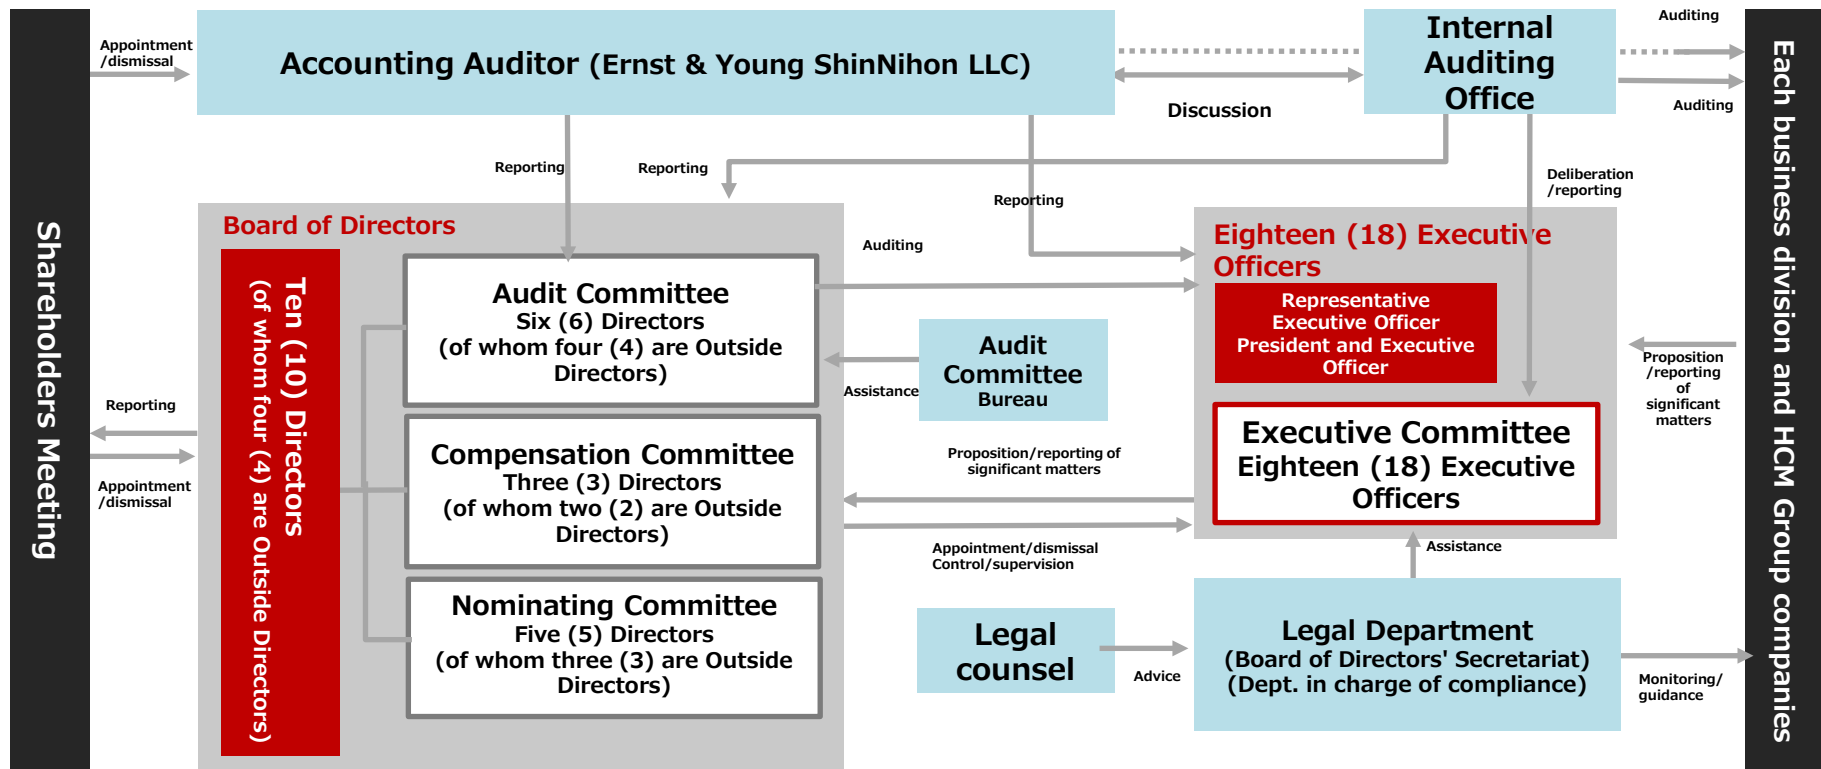 Shareholders Meeting
Appointment
/dismissal
Accounting Auditor (Ernst & Young ShinNihon LLC)
Discussion
Internal
Auditing
Office
Auditing
Auditing
Each business division and HCM Group companies
Reporting
Reporting
Reporting
Deliberation
/reporting
Board of Directors
Ten (10) Directors
(of whom four (4) are Outside Directors)
Audit Committee
Six (6) Directors
(of whom four (4) are Outside
Directors)
Compensation Committee
Three (3) Directors
(of whom two (2) are Outside
Directors)
Nominating Committee
Five (5) Directors
(of whom three (3) are Outside
Directors)
Reporting
Appointment
/dismissal
Auditing
Assistance
Audit
Committee
Bureau
Proposition/reporting of
significant matters
Appointment/dismissal
Control/supervision
Eighteen (18) Executive
Officers
Representative
Executive Officer
President and Executive
Officer
Executive Committee
Eighteen (18) Executive
Officers
Proposition
/reporting
of
significant
matters
Assistance
Legal
counsel
Advice
Legal Department
(Board of Directors' Secretariat)
(Dept. in charge of compliance)
Monitoring/
guidance